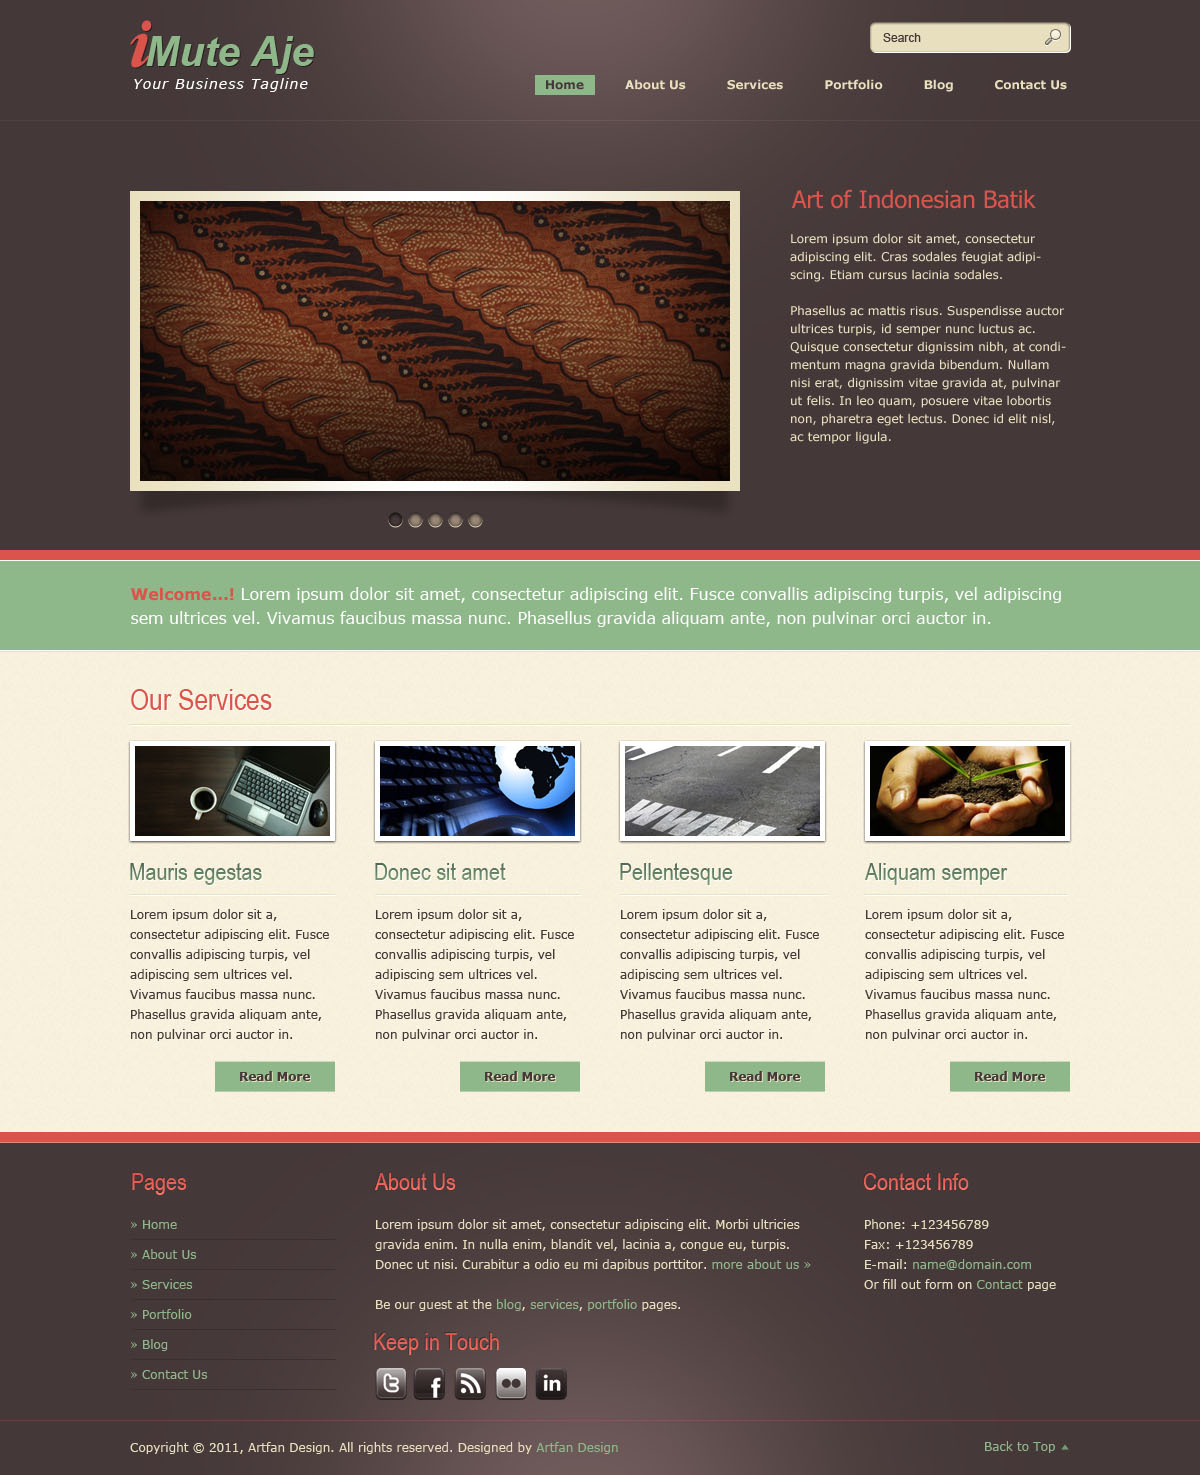 iMute Aje
Your Business Tagline
Search
Home About Us Services Portfolio Blog Contact Us
Art of Indonesian Batik
Lorem ipsum dolor sit amet, consectetur
adipiscing elit. Cras sodales feugiat adipi-
scing. Etiam cursus lacinia sodales.
Phasellus ac mattis risus. Suspendisse auctor
ultrices turpis, id semper nunc luctus ac.
Quisque consectetur dignissim nibh, at condi-
mentum magna gravida bibendum. Nullam
nisi erat, dignissim vitae gravida at, pulvinar
ut felis. In leo quam, posuere vitae lobortis
non, pharetra eget lectus. Donec id elit nisl,
ac tempor ligula.
Welcome...! Lorem ipsum dolor sit amet, consectetur adipiscing elit. Fusce convallis adipiscing turpis, vel adipiscing
sem ultrices vel. Vivamus faucibus massa nunc. Phasellus gravida aliquam ante, non pulvinar orci auctor in.
Our Services
WWW
Mauris egestas
Lorem ipsum dolor sit a,
consectetur adipiscing elit. Fusce
convallis adipiscing turpis, vel
adipiscing sem ultrices vel.
Vivamus faucibus massa nunc.
Phasellus gravida aliquam ante,
non pulvinar orci auctor in.
Read More
Donec sit amet
Lorem ipsum dolor sit a,
consectetur adipiscing elit. Fusce
convallis adipiscing turpis, vel
adipiscing sem ultrices vel.
Vivamus faucibus massa nunc.
Phasellus gravida aliquam ante,
non pulvinar orci auctor in.
Read More
Pellentesque
Lorem ipsum dolor sit a,
consectetur adipiscing elit. Fusce
convallis adipiscing turpis, vel
adipiscing sem ultrices vel.
Vivamus faucibus massa nunc.
Phasellus gravida aliquam ante,
non pulvinar orci auctor in.
Read More
Aliquam semper
Lorem ipsum dolor sit a,
consectetur adipiscing elit. Fusce
convallis adipiscing turpis, vel
adipiscing sem ultrices vel.
Vivamus faucibus massa nunc.
Phasellus gravida aliquam ante,
non pulvinar orci auctor in.
Read More
Pages
» Home
» About Us
» Services
» Portfolio
» Blog
» Contact Us
About Us
Lorem ipsum dolor sit amet, consectetur adipiscing elit. Morbi ultricies
gravida enim. In nulla enim, blandit vel, lacinia a, congue eu, turpis.
Donec ut nisi. Curabitur a odio eu mi dapibus porttitor. more about us »
Be our guest at the blog, services, portfolio pages.
Keep in Touch
t f in
Contact Info
Phone: +123456789
Fax: +123456789
E-mail: name@domain.com
Or fill out form on Contact page
Copyright © 2011, Artfan Design. All rights reserved. Designed by Artfan Design
Back to Top